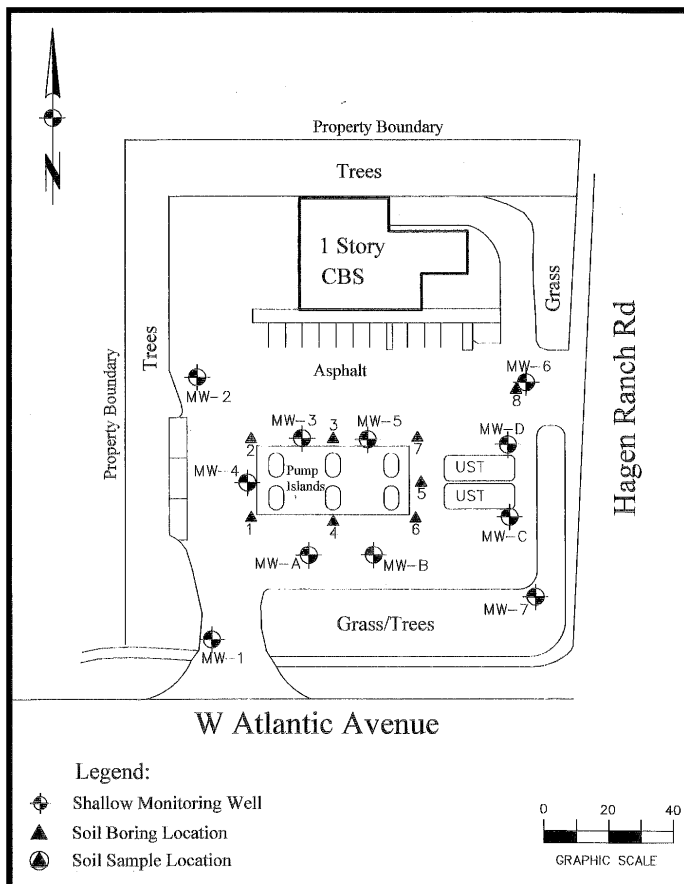 N
Property Boundary
Trees
1 Story
CBS
Grass
Hagen Ranch Rd
Property Boundary
Trees
Asphalt
MW-2
MW-6
8
MW-3
3
MW-5
MW-D
2
7
MW-4
Pump
Islands
UST
5
UST
1
4
6
MW-C
MW-A
MW-B
MW-7
Grass/Trees
MW-1
W Atlantic Avenue
Legend:
Shallow Monitoring Well
Soil Boring Location
Soil Sample Location
0 20 40
GRAPHIC SCALE